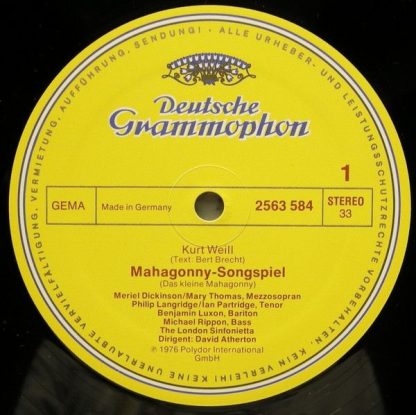 ALLE URHEBER- UND LEISTUNGSSCHUTZRECHTE VORBEHALTEN · KEIN VERLEIH! KEINE UNERLAUBTE VERVIELFÄLTIGUNG, VERMIETUNG, AUFFÜHRUNG, SENDUNG! ·
Deutsche
Grammophon
1
GEMA
Made in Germany
2563 584
STEREO
33
Kurt Weill
(Text: Bert Brecht)
Mahagonny-Songspiel
(Das kleine Mahagonny)
Meriel Dickinson/Mary Thomas, Mezzosopran
Philip Langridge/Ian Partridge, Tenor
Benjamin Luxon, Bariton
Michael Rippon, Bass
The London Sinfonietta
Dirigent: David Atherton
℗ 1976 Polydor International
GmbH